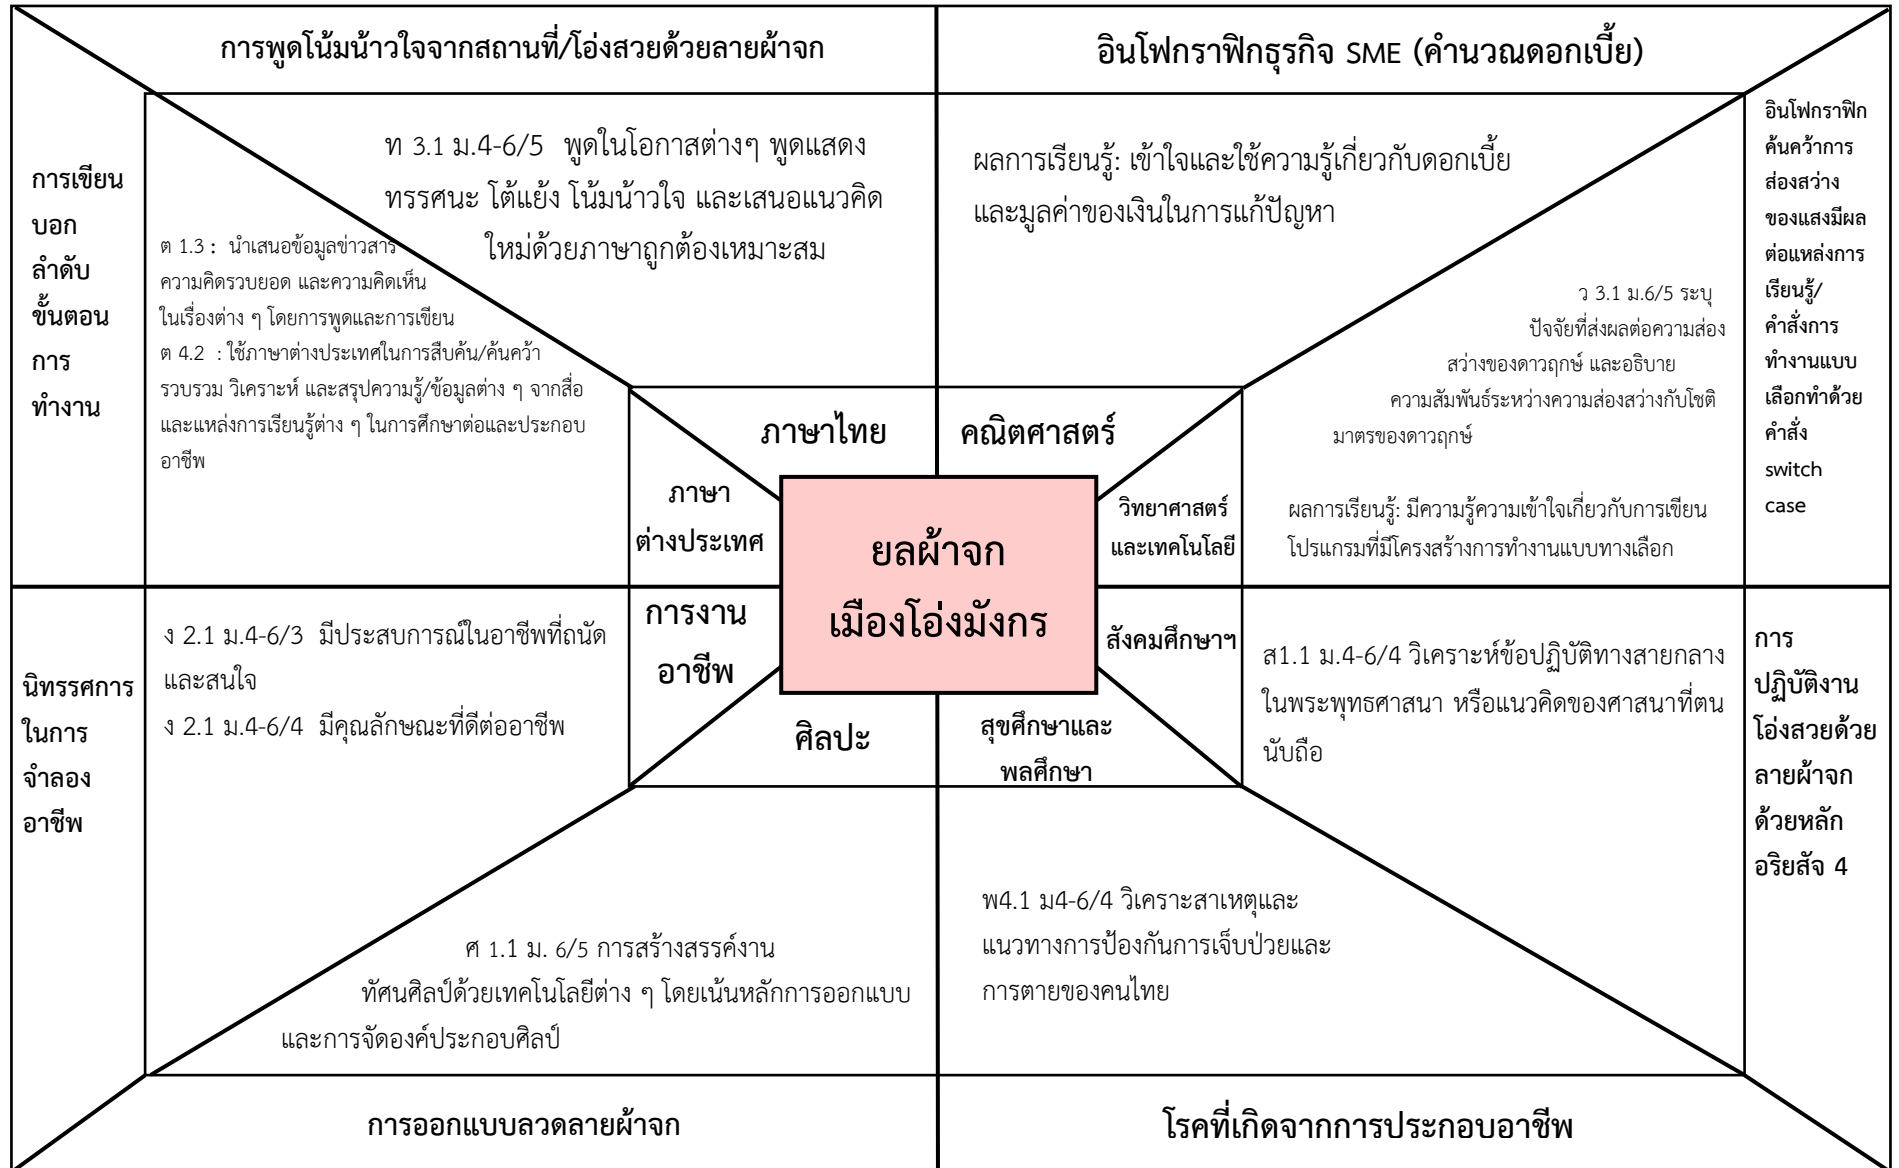 การพูดโน้มน้าวใจจากสถานที่/โอ่งสวยด้วยลายผ้าจก
อินโฟกราฟิกธุรกิจ SME (คำนวณดอกเบี้ย)
การเขียน
บอก
ลำดับ
ขั้นตอน
การ
ทำงาน
ท 3.1 ม.4-6/5 พูดในโอกาสต่างๆ พูดแสดง
ทรรศนะ โต้แย้ง โน้มน้าวใจ และเสนอแนวคิด
ใหม่ด้วยภาษาถูกต้องเหมาะสม
ต 1.3 : นำเสนอข้อมูลข่าวสาร
ความคิดรวบยอด และความคิดเห็น
ในเรื่องต่าง ๆ โดยการพูดและการเขียน
ต 4.2 : ใช้ภาษาต่างประเทศในการสืบค้น/ค้นคว้า
รวบรวม วิเคราะห์ และสรุปความรู้/ข้อมูลต่าง ๆ จากสื่อ
และแหล่งการเรียนรู้ต่าง ๆ ในการศึกษาต่อและประกอบ
อาชีพ
ผลการเรียนรู้: เข้าใจและใช้ความรู้เกี่ยวกับดอกเบี้ย
และมูลค่าของเงินในการแก้ปัญหา
ว 3.1 ม.6/5 ระบุ
ปัจจัยที่ส่งผลต่อความส่อง
สว่างของดาวฤกษ์ และอธิบาย
ความสัมพันธ์ระหว่างความส่องสว่างกับโชติ
มาตรของดาวฤกษ์
ผลการเรียนรู้: มีความรู้ความเข้าใจเกี่ยวกับการเขียน
โปรแกรมที่มีโครงสร้างการทำงานแบบทางเลือก
อินโฟกราฟิก
ค้นคว้าการ
ส่องสว่าง
ของแสงมีผล
ต่อแหล่งการ
เรียนรู้/
คำสั่งการ
ทำงานแบบ
เลือกทำด้วย
คำสั่ง
switch
case
ภาษาไทย
คณิตศาสตร์
ภาษา
ต่างประเทศ
วิทยาศาสตร์
และเทคโนโลยี
ยลผ้าจก
เมืองโอ่งมังกร
การงาน
อาชีพ
สังคมศึกษาฯ
ศิลปะ
สุขศึกษาและ
พลศึกษา
นิทรรศการ
ในการ
จำลอง
อาชีพ
ง 2.1 ม.4-6/3 มีประสบการณ์ในอาชีพที่ถนัด
และสนใจ
ง 2.1 ม.4-6/4 มีคุณลักษณะที่ดีต่ออาชีพ
ส1.1 ม.4-6/4 วิเคราะห์ข้อปฏิบัติทางสายกลาง
ในพระพุทธศาสนา หรือแนวคิดของศาสนาที่ตน
นับถือ
การ
ปฏิบัติงาน
โอ่งสวยด้วย
ลายผ้าจก
ด้วยหลัก
อริยสัจ 4
ศ 1.1 ม. 6/5 การสร้างสรรค์งาน
ทัศนศิลป์ด้วยเทคโนโลยีต่าง ๆ โดยเน้นหลักการออกแบบ
และการจัดองค์ประกอบศิลป์
พ4.1 ม4-6/4 วิเคราะสาเหตุและ
แนวทางการป้องกันการเจ็บป่วยและ
การตายของคนไทย
การออกแบบลวดลายผ้าจก
โรคที่เกิดจากการประกอบอาชีพ